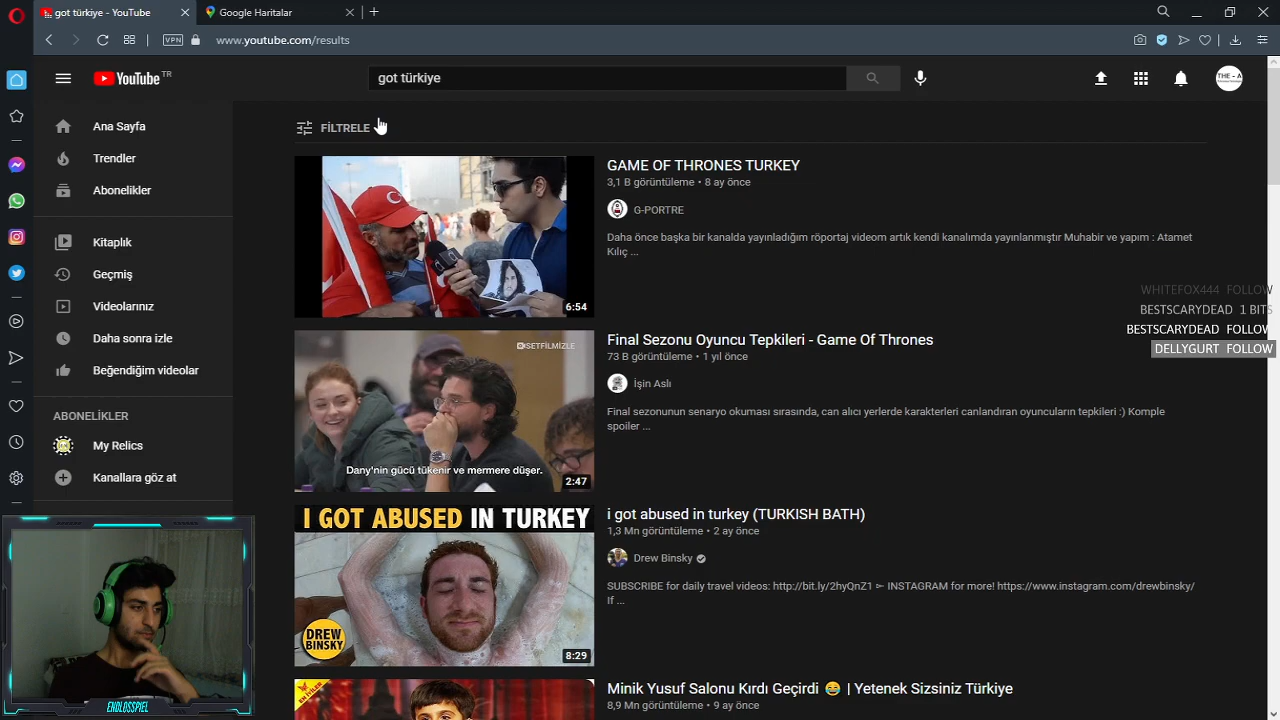 got türkiye - YouTube
Google Haritalar
VPN
www.youtube.com/results
YouTube TR
got türkiye
THE - A
Ana Sayfa
Trendler
Abonelikler
Kitaplık
Geçmiş
Videolarınız
Daha sonra izle
Beğendiğim videolar
ABONELİKLER
My Relics
Kanallara göz at
FİLTRELE
6:54
GAME OF THRONES TURKEY
3,1 B görüntüleme • 8 ay önce
G-PORTRE
Daha önce başka bir kanalda yayınladığım röportaj videom artık kendi kanalımda yayınlanmıştır Muhabir ve yapım : Atamet
Kılıç ...
SETFİLMİZLE
Dany'nin gücü tükenir ve mermere düşer.
2:47
Final Sezonu Oyuncu Tepkileri - Game Of Thrones
73 B görüntüleme • 1 yıl önce
İşin Aslı
Final sezonunun senaryo okuması sırasında, can alıcı yerlerde karakterleri canlandıran oyuncuların tepkileri :) Komple
spoiler ...
I GOT ABUSED IN TURKEY
DREW
BINSKY
8:29
i got abused in turkey (TURKISH BATH)
1,3 Mn görüntüleme • 2 ay önce
Drew Binsky
SUBSCRIBE for daily travel videos: http://bit.ly/2hyQnZ1 ➳ INSTAGRAM for more! https://www.instagram.com/drewbinsky/
If ...
Minik Yusuf Salonu Kırdı Geçirdi 😂 | Yetenek Sizsiniz Türkiye
8,9 Mn görüntüleme • 9 ay önce
WHITEFOX444 FOLLOW
BESTSCARYDEAD 1 BITS
BESTSCARYDEAD FOLLOW
DELLYGURT FOLLOW
ENDLOSSPIEL